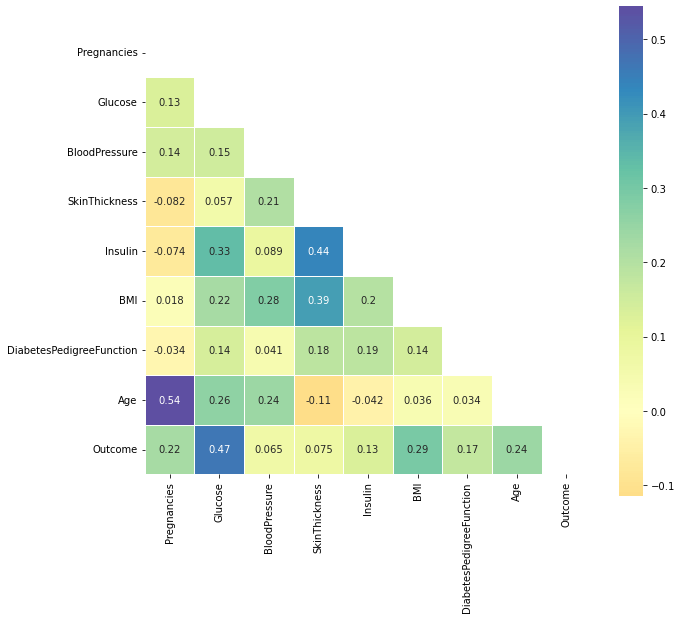 Pregnancies
Glucose 0.13
BloodPressure 0.14 0.15
SkinThickness -0.082 0.057 0.21
Insulin -0.074 0.33 0.089 0.44
BMI 0.018 0.22 0.28 0.39 0.2
DiabetesPedigreeFunction -0.034 0.14 0.041 0.18 0.19 0.14
Age 0.54 0.26 0.24 -0.11 -0.042 0.036 0.034
Outcome 0.22 0.47 0.065 0.075 0.13 0.29 0.17 0.24
Pregnancies
Glucose
BloodPressure
SkinThickness
Insulin
BMI
DiabetesPedigreeFunction
Age
Outcome
0.5
0.4
0.3
0.2
0.1
0.0
−0.1